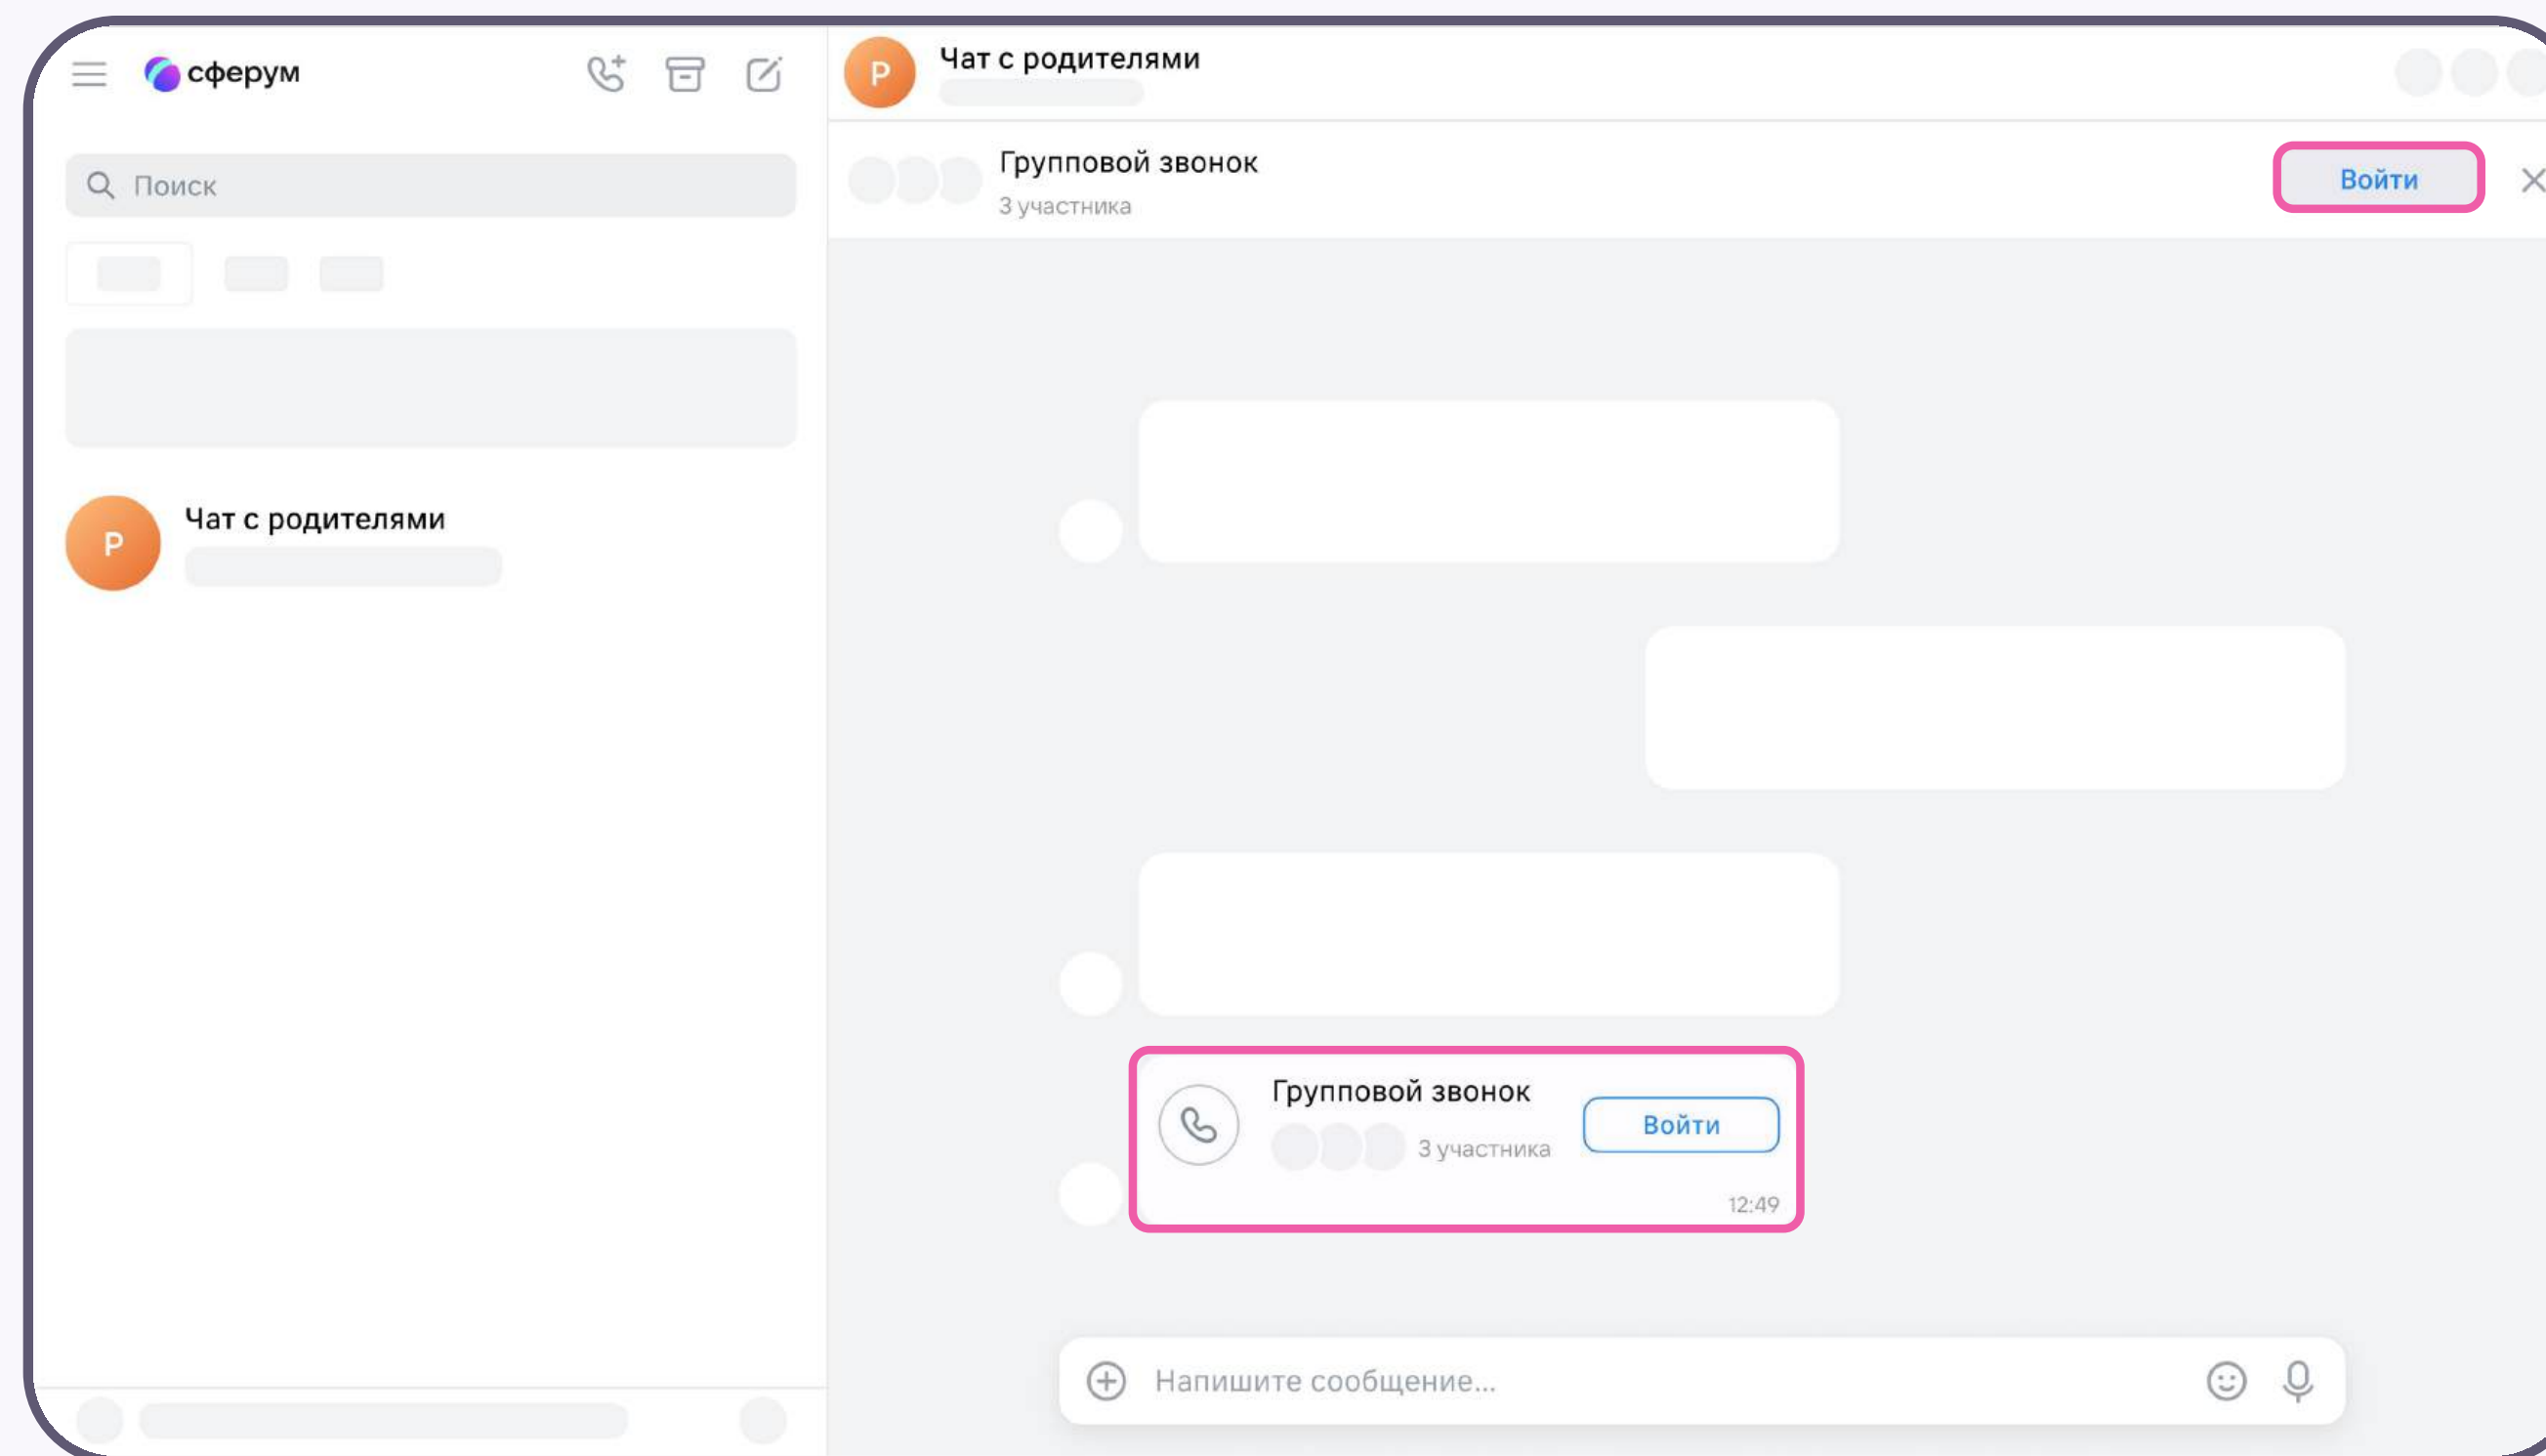 сферум
Поиск
Р
Чат с родителями
Р
Чат с родителями
Групповой звонок
3 участника
Войти
Групповой звонок
3 участника
Войти
12:49
Напишите сообщение...